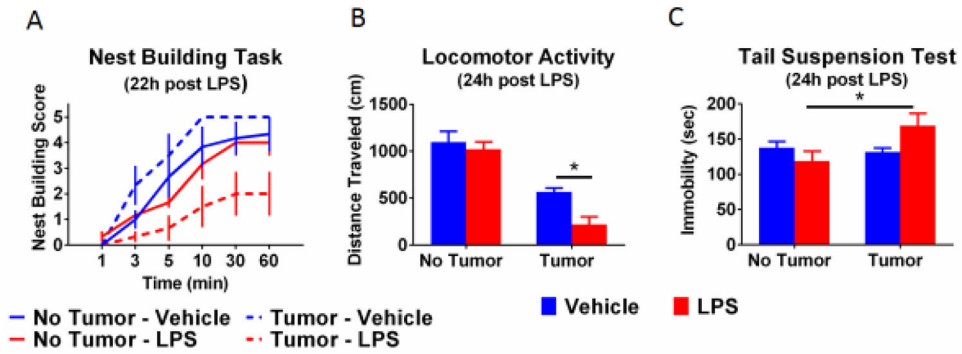 A
Nest Building Task
(22h post LPS)
Nest Building Score
5
4
3
2
1
0
1 3 5 10 30 60
Time (min)
No Tumor - Vehicle
Tumor - Vehicle
No Tumor - LPS
Tumor - LPS
B
Locomotor Activity
(24h post LPS)
Distance Traveled (cm)
1500
1000
500
0
*
No Tumor Tumor
C
Tail Suspension Test
(24h post LPS)
Immobility (sec)
200
150
100
50
0
*
No Tumor Tumor
Vehicle LPS